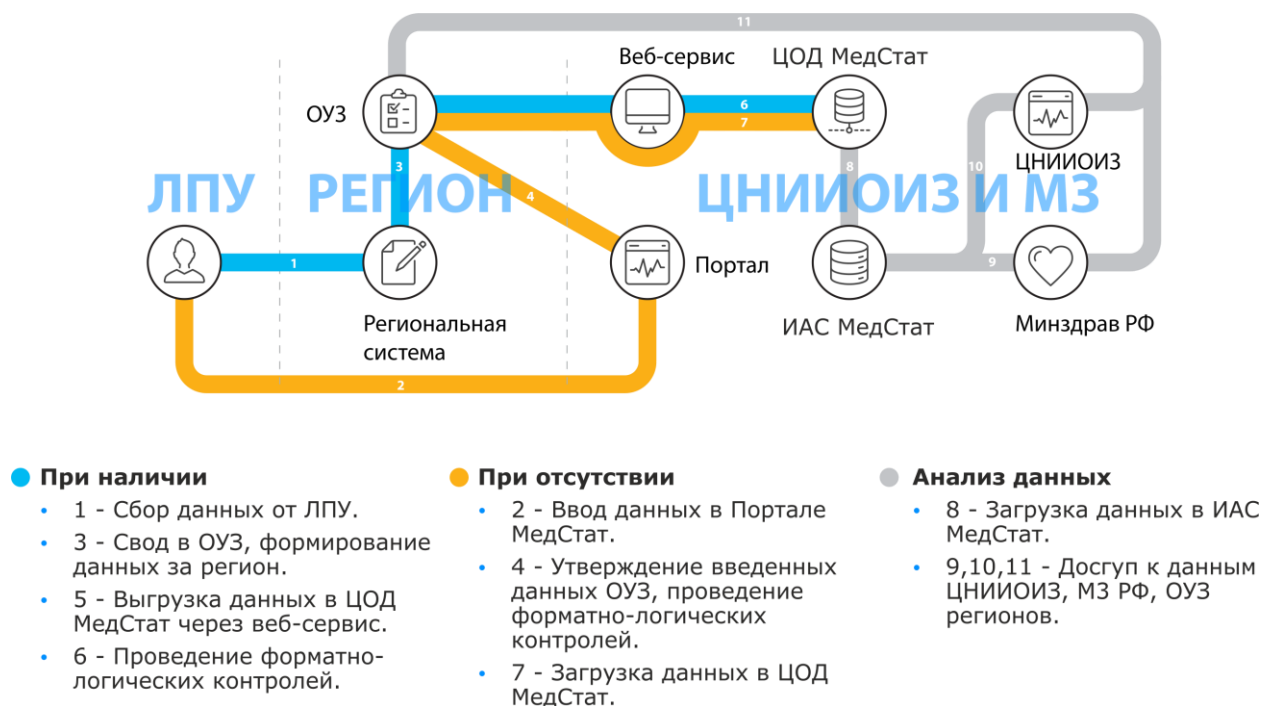 11
Веб-сервис
ЦОД МедСтат
ОУЗ
6
7
ЦНИИОИЗ
3
8
10
ЛПУ
РЕГИОН
ЦНИИОИЗ И МЗ
4
1
9
Портал
Региональная
система
ИАС МедСтат
Минздрав РФ
2
При наличии
1 - Сбор данных от ЛПУ.
3 - Свод в ОУЗ, формирование
данных за регион.
5 - Выгрузка данных в ЦОД
МедСтат через веб-сервис.
6 - Проведение форматно-
логических контролей.
При отсутствии
2 - Ввод данных в Портале
МедСтат.
4 - Утверждение введенных
данных ОУЗ, проведение
форматно-логических
контролей.
7 - Загрузка данных в ЦОД
МедСтат.
Анализ данных
8 - Загрузка данных в ИАС
МедСтат.
9,10,11 - Досгуп к данным
ЦНИИОИЗ, МЗ РФ, ОУЗ
регионов.